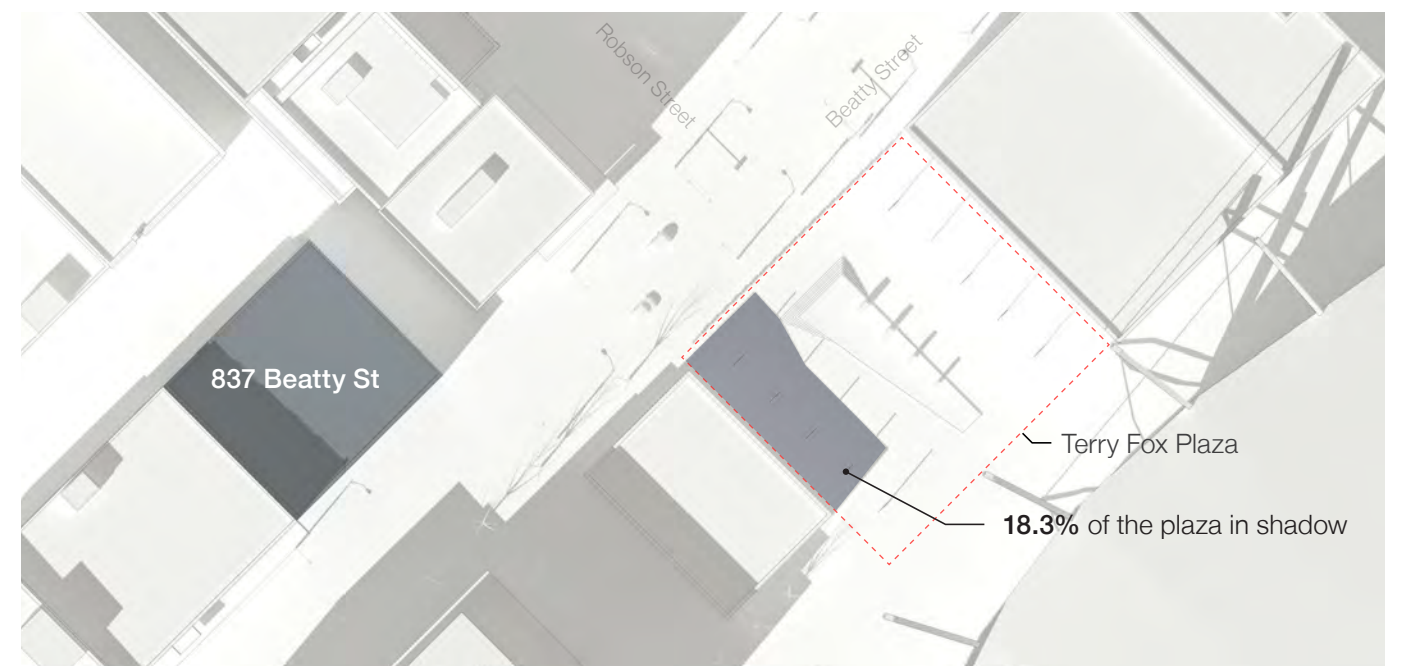 Robson Street
Beatty Street
837 Beatty St
Terry Fox Plaza
18.3% of the plaza in shadow